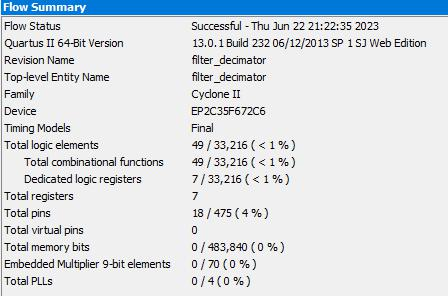 Flow Summary
Flow Status Successful - Thu Jun 22 21:22:35 2023
Quartus II 64-Bit Version 13.0.1 Build 232 06/12/2013 SP 1 SJ Web Edition
Revision Name filter_decimator
Top-level Entity Name filter_decimator
Family Cyclone II
Device EP2C35F672C6
Timing Models Final
Total logic elements 49 / 33,216 ( < 1 % )
Total combinational functions 49 / 33,216 ( < 1 % )
Dedicated logic registers 7 / 33,216 ( < 1 % )
Total registers 7
Total pins 18 / 475 ( 4 % )
Total virtual pins 0
Total memory bits 0 / 483,840 ( 0 % )
Embedded Multiplier 9-bit elements 0 / 70 ( 0 % )
Total PLLs 0 / 4 ( 0 % )